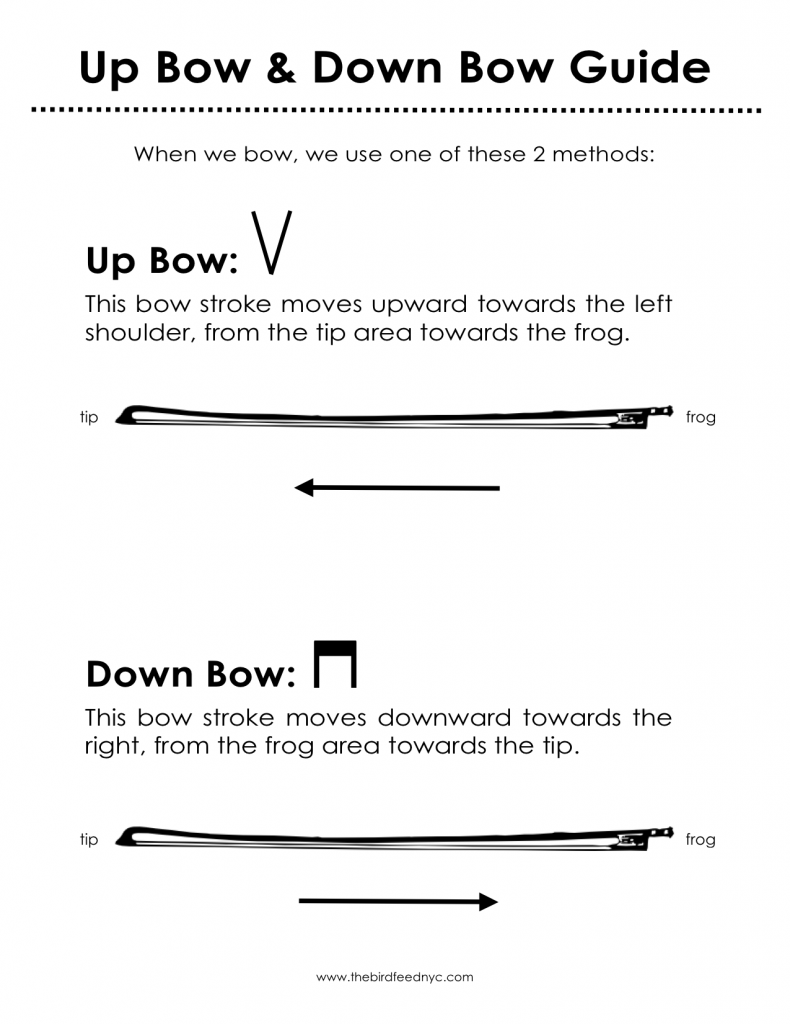 Up Bow & Down Bow Guide
When we bow, we use one of these 2 methods:
Up Bow:
This bow stroke moves upward towards the left
shoulder, from the tip area towards the frog.
tip
frog
Down Bow:
This bow stroke moves downward towards the
right, from the frog area towards the tip.
tip
frog
www.thebirdfeednyc.com